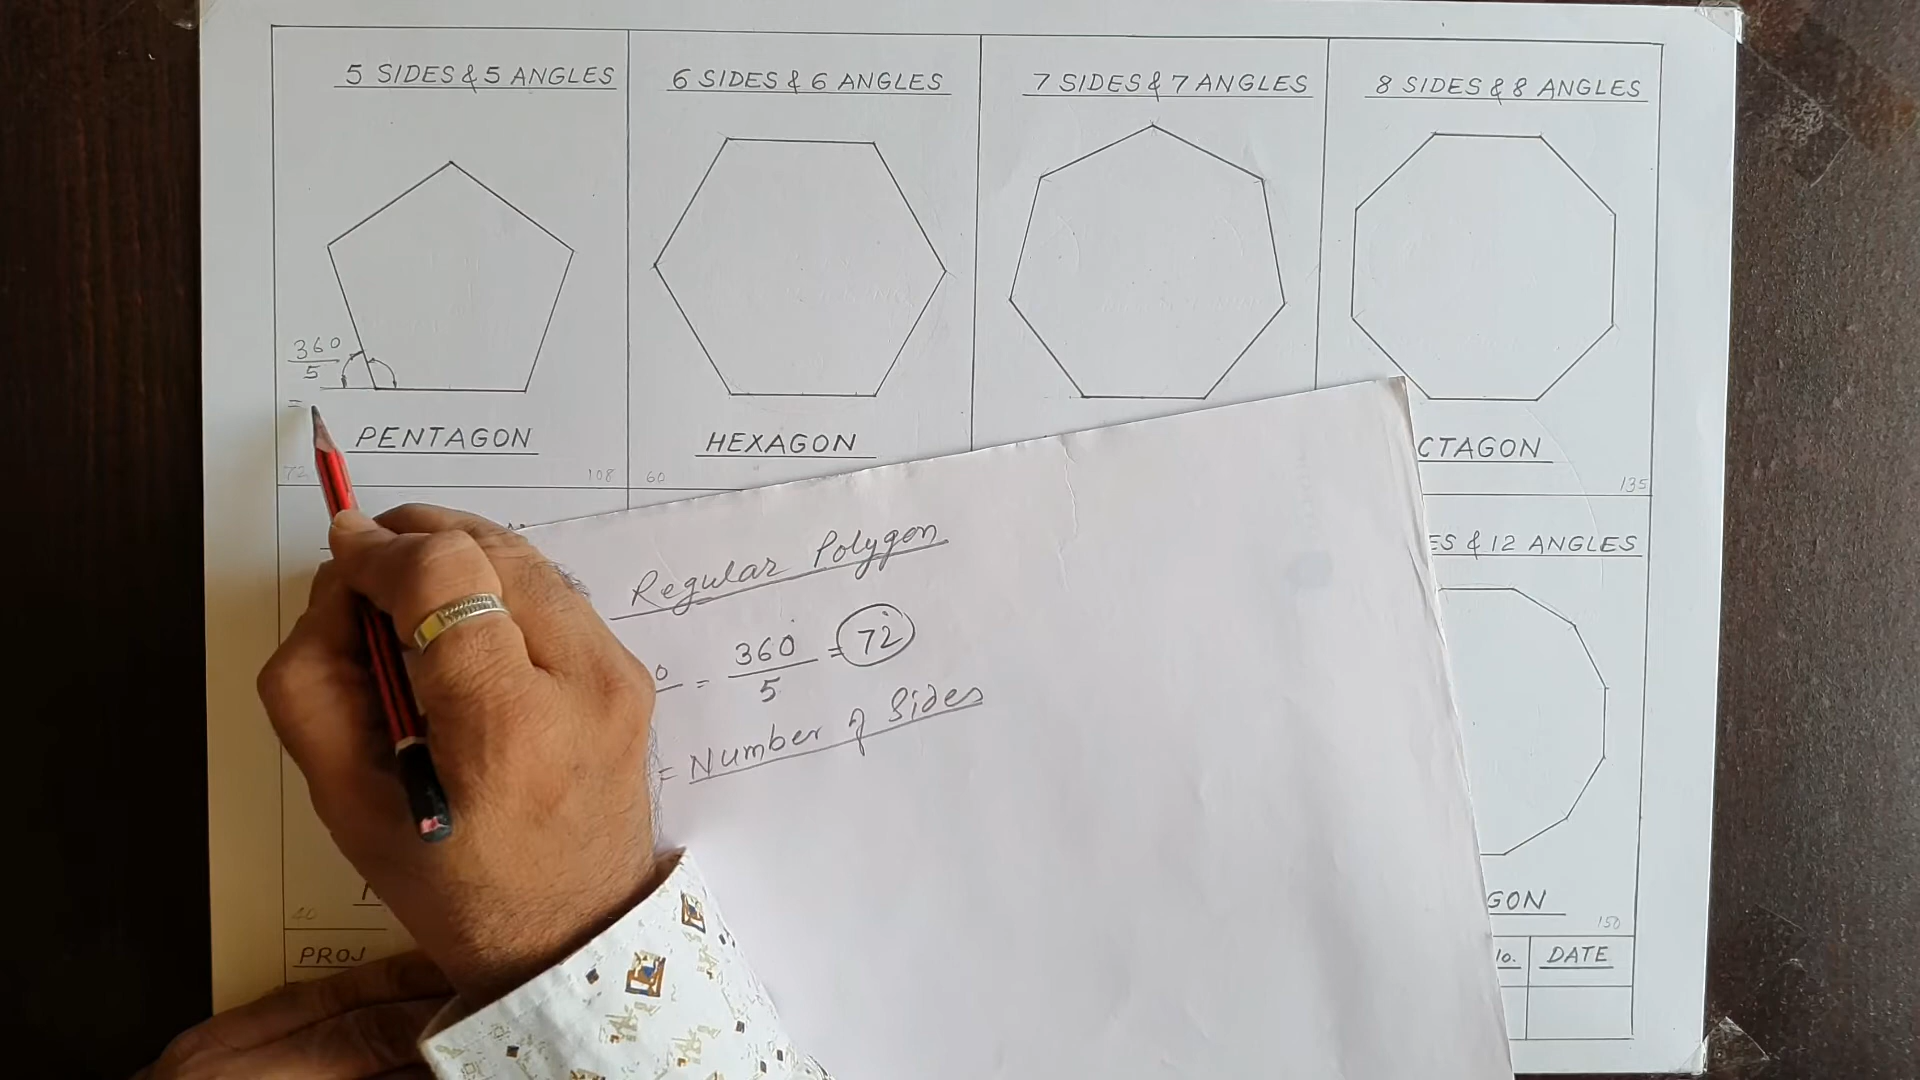 5 SIDES & 5 ANGLES
6 SIDES & 6 ANGLES
7 SIDES & 7 ANGLES
8 SIDES & 8 ANGLES
360
5
=
PENTAGON
HEXAGON
CTAGON
72
108
60
135
ES & 12 ANGLES
Regular Polygon
0 = 360° / 5 = 72°
= Number of Sides
GON
40
150
PROJ
No.
DATE